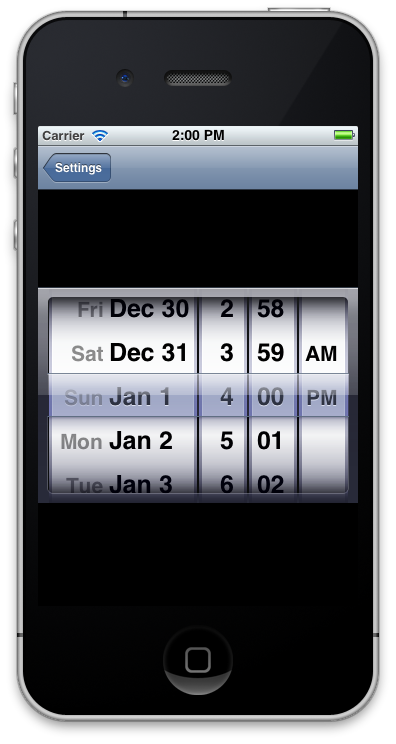 Carrier 2:00 PM
Settings
Fri Dec 30 2 58
Sat Dec 31 3 59 AM
Sun Jan 1 4 00 PM
Mon Jan 2 5 01
Tue Jan 3 6 02